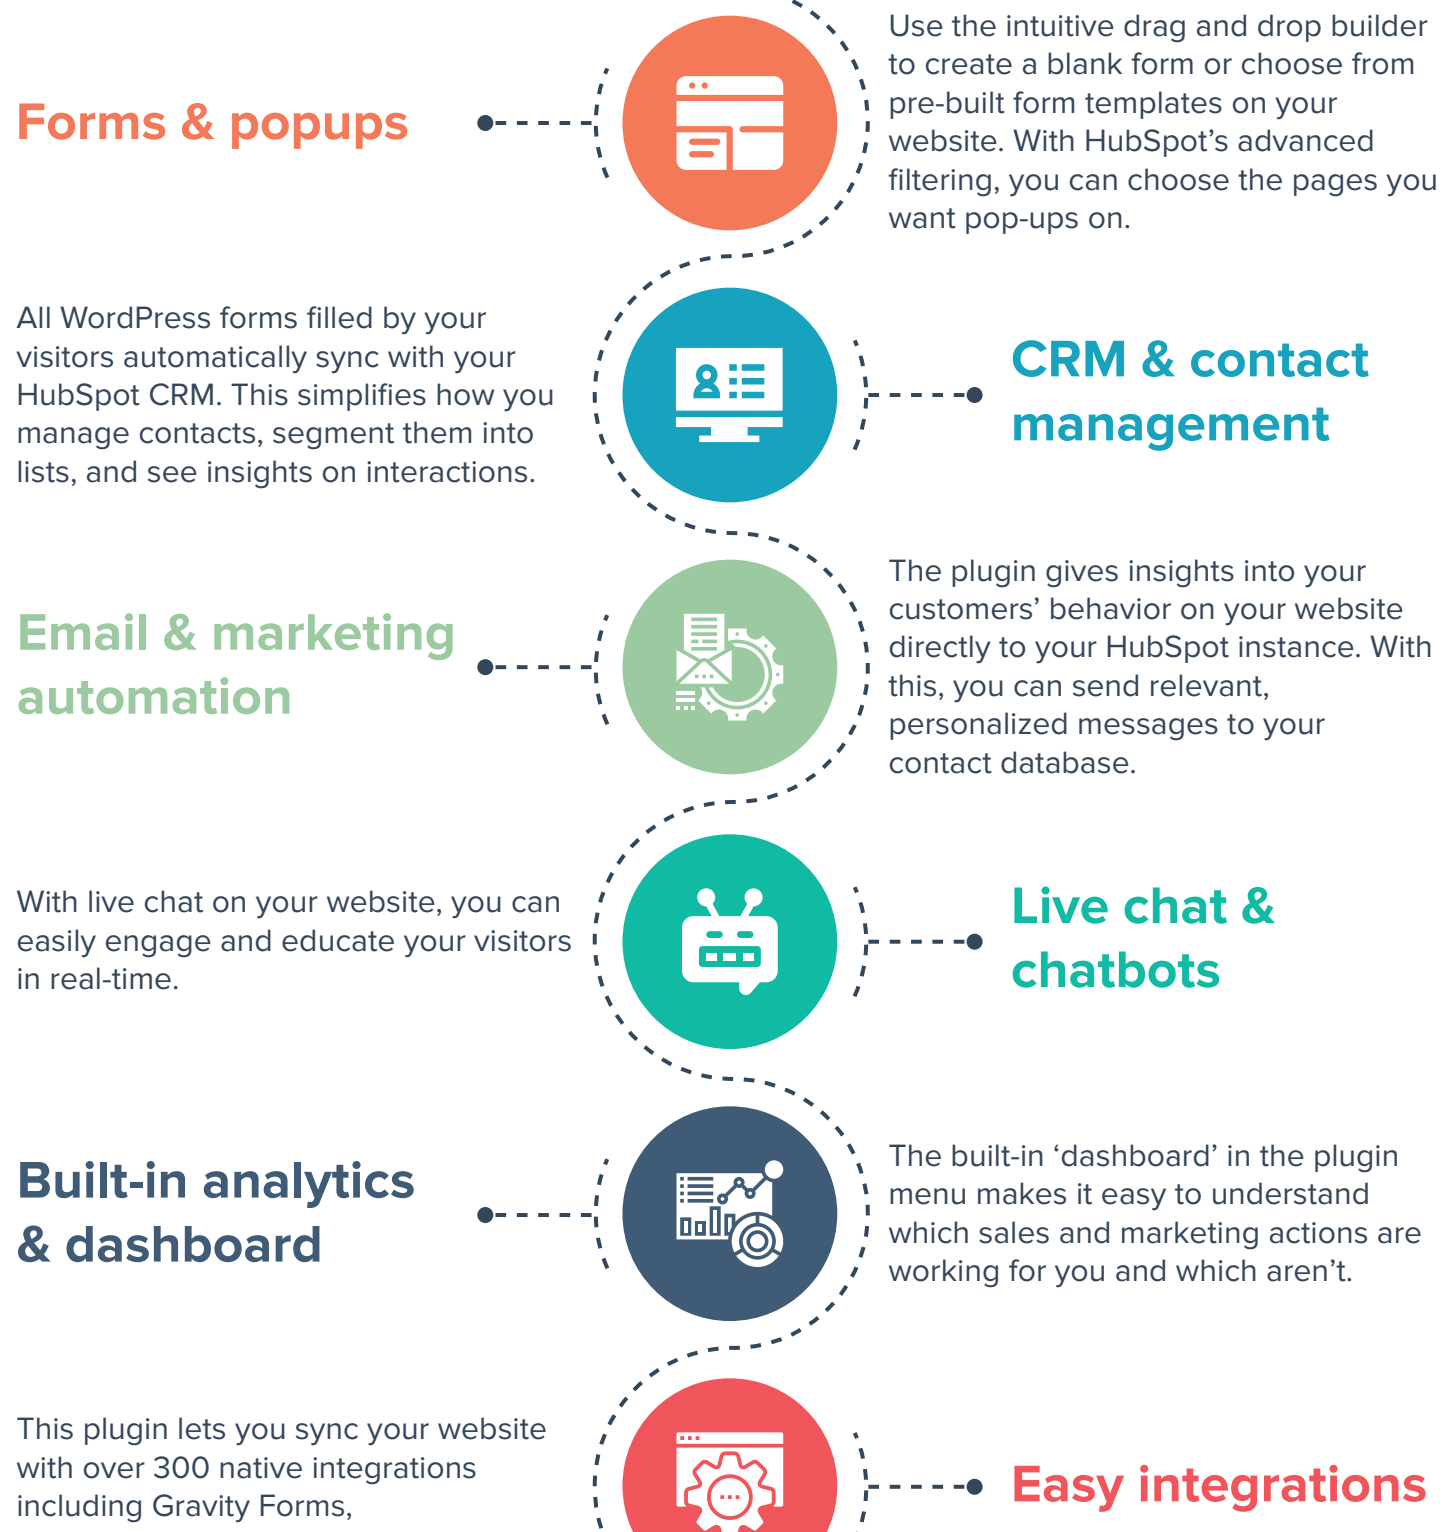 Forms & popups
Use the intuitive drag and drop builder
to create a blank form or choose from
pre-built form templates on your
website. With HubSpot’s advanced
filtering, you can choose the pages you
want pop-ups on.
All WordPress forms filled by your
visitors automatically sync with your
HubSpot CRM. This simplifies how you
manage contacts, segment them into
lists, and see insights on interactions.
CRM & contact
management
Email & marketing
automation
The plugin gives insights into your
customers’ behavior on your website
directly to your HubSpot instance. With
this, you can send relevant,
personalized messages to your
contact database.
With live chat on your website, you can
easily engage and educate your visitors
in real-time.
Live chat &
chatbots
Built-in analytics
& dashboard
The built-in ‘dashboard’ in the plugin
menu makes it easy to understand
which sales and marketing actions are
working for you and which aren’t.
This plugin lets you sync your website
with over 300 native integrations
including Gravity Forms,
Easy integrations